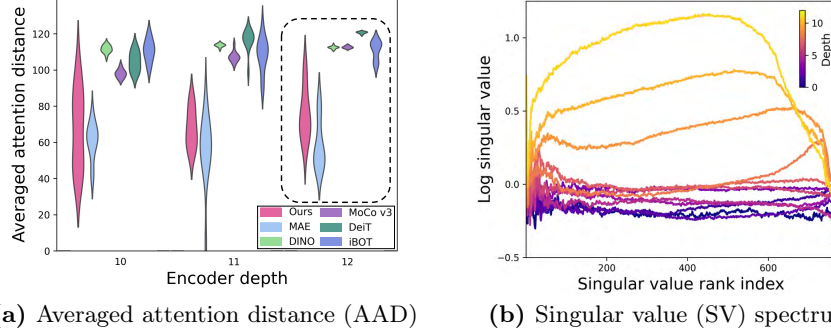 Averaged attention distance
120
100
80
60
40
20
0
10
11
12
Encoder depth
Ours
MAE
DINO
MoCo v3
DeiT
iBOT
(a) Averaged attention distance (AAD)
Log singular value
1.0
0.5
0.0
−0.5
200
400
600
Singular value rank index
10
5
0
Depth
(b) Singular value (SV) spectru